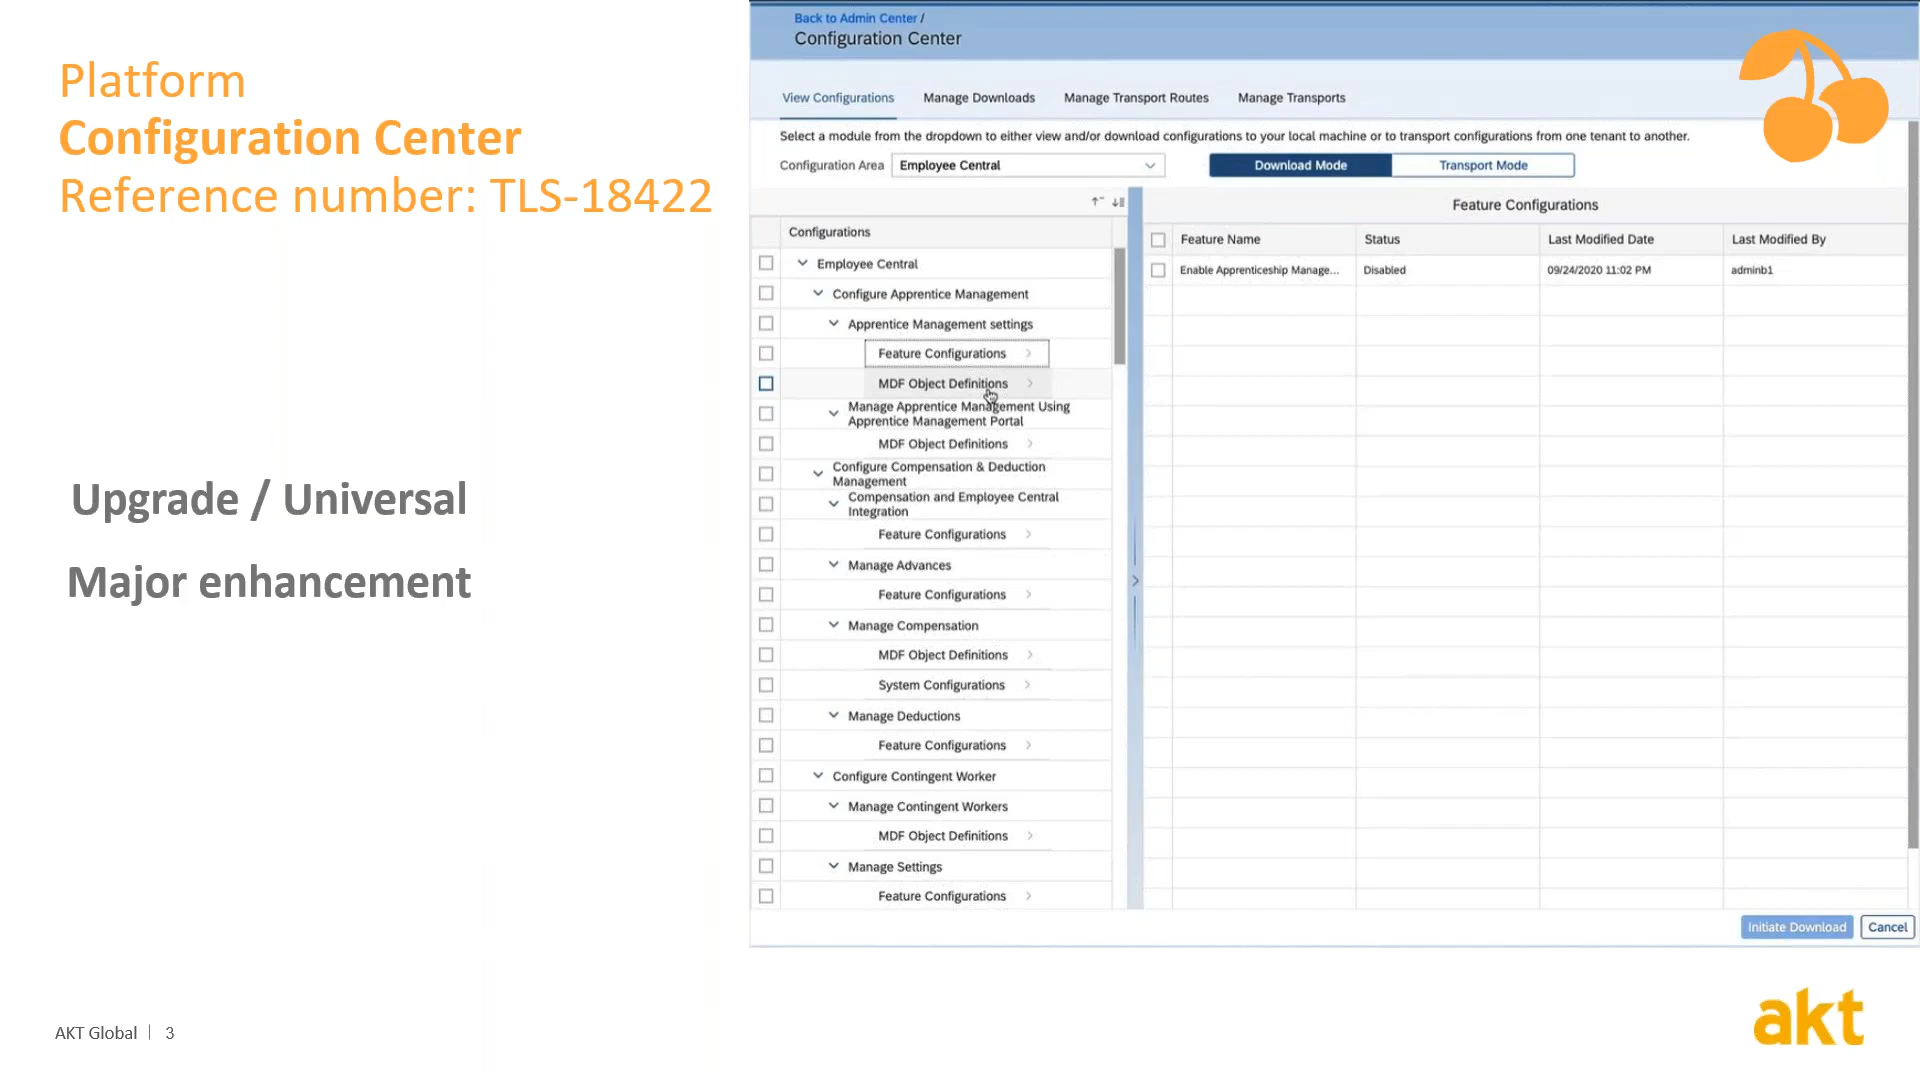 Platform
Configuration Center
Reference number: TLS-18422
Upgrade / Universal
Major enhancement
Back to Admin Center /
Configuration Center
View Configurations
Manage Downloads
Manage Transport Routes
Manage Transports
Select a module from the dropdown to either view and/or download configurations to your local machine or to transport configurations from one tenant to another.
Configuration Area
Employee Central
Download Mode
Transport Mode
Configurations
Employee Central
Configure Apprentice Management
Apprentice Management settings
Feature Configurations
MDF Object Definitions
Manage Apprentice Management Using
Apprentice Management Portal
MDF Object Definitions
Configure Compensation & Deduction
Management
Compensation and Employee Central
Integration
Feature Configurations
Manage Advances
Feature Configurations
Manage Compensation
MDF Object Definitions
System Configurations
Manage Deductions
Feature Configurations
Configure Contingent Worker
Manage Contingent Workers
MDF Object Definitions
Manage Settings
Feature Configurations
Feature Configurations
Feature Name
Status
Last Modified Date
Last Modified By
Enable Apprenticeship Manage...
Disabled
09/24/2020 11:02 PM
adminb1
Initiate Download
Cancel
AKT Global | 3
akt